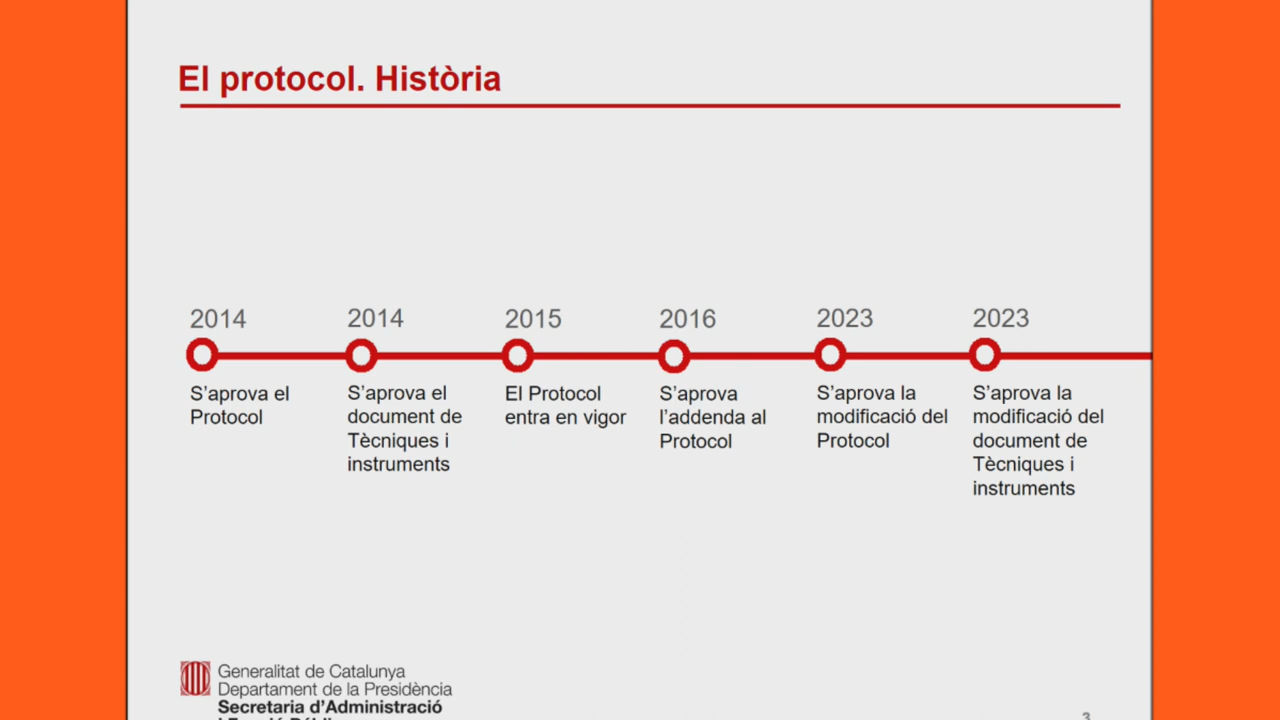 El protocol. Història
2014
S’aprova el
Protocol
2014
S’aprova el
document de
Tècniques i
instruments
2015
El Protocol
entra en vigor
2016
S’aprova
l’addenda al
Protocol
2023
S’aprova la
modificació del
Protocol
2023
S’aprova la
modificació del
document de
Tècniques i
instruments
Generalitat de Catalunya
Departament de la Presidència
Secretaria d’Administració
3